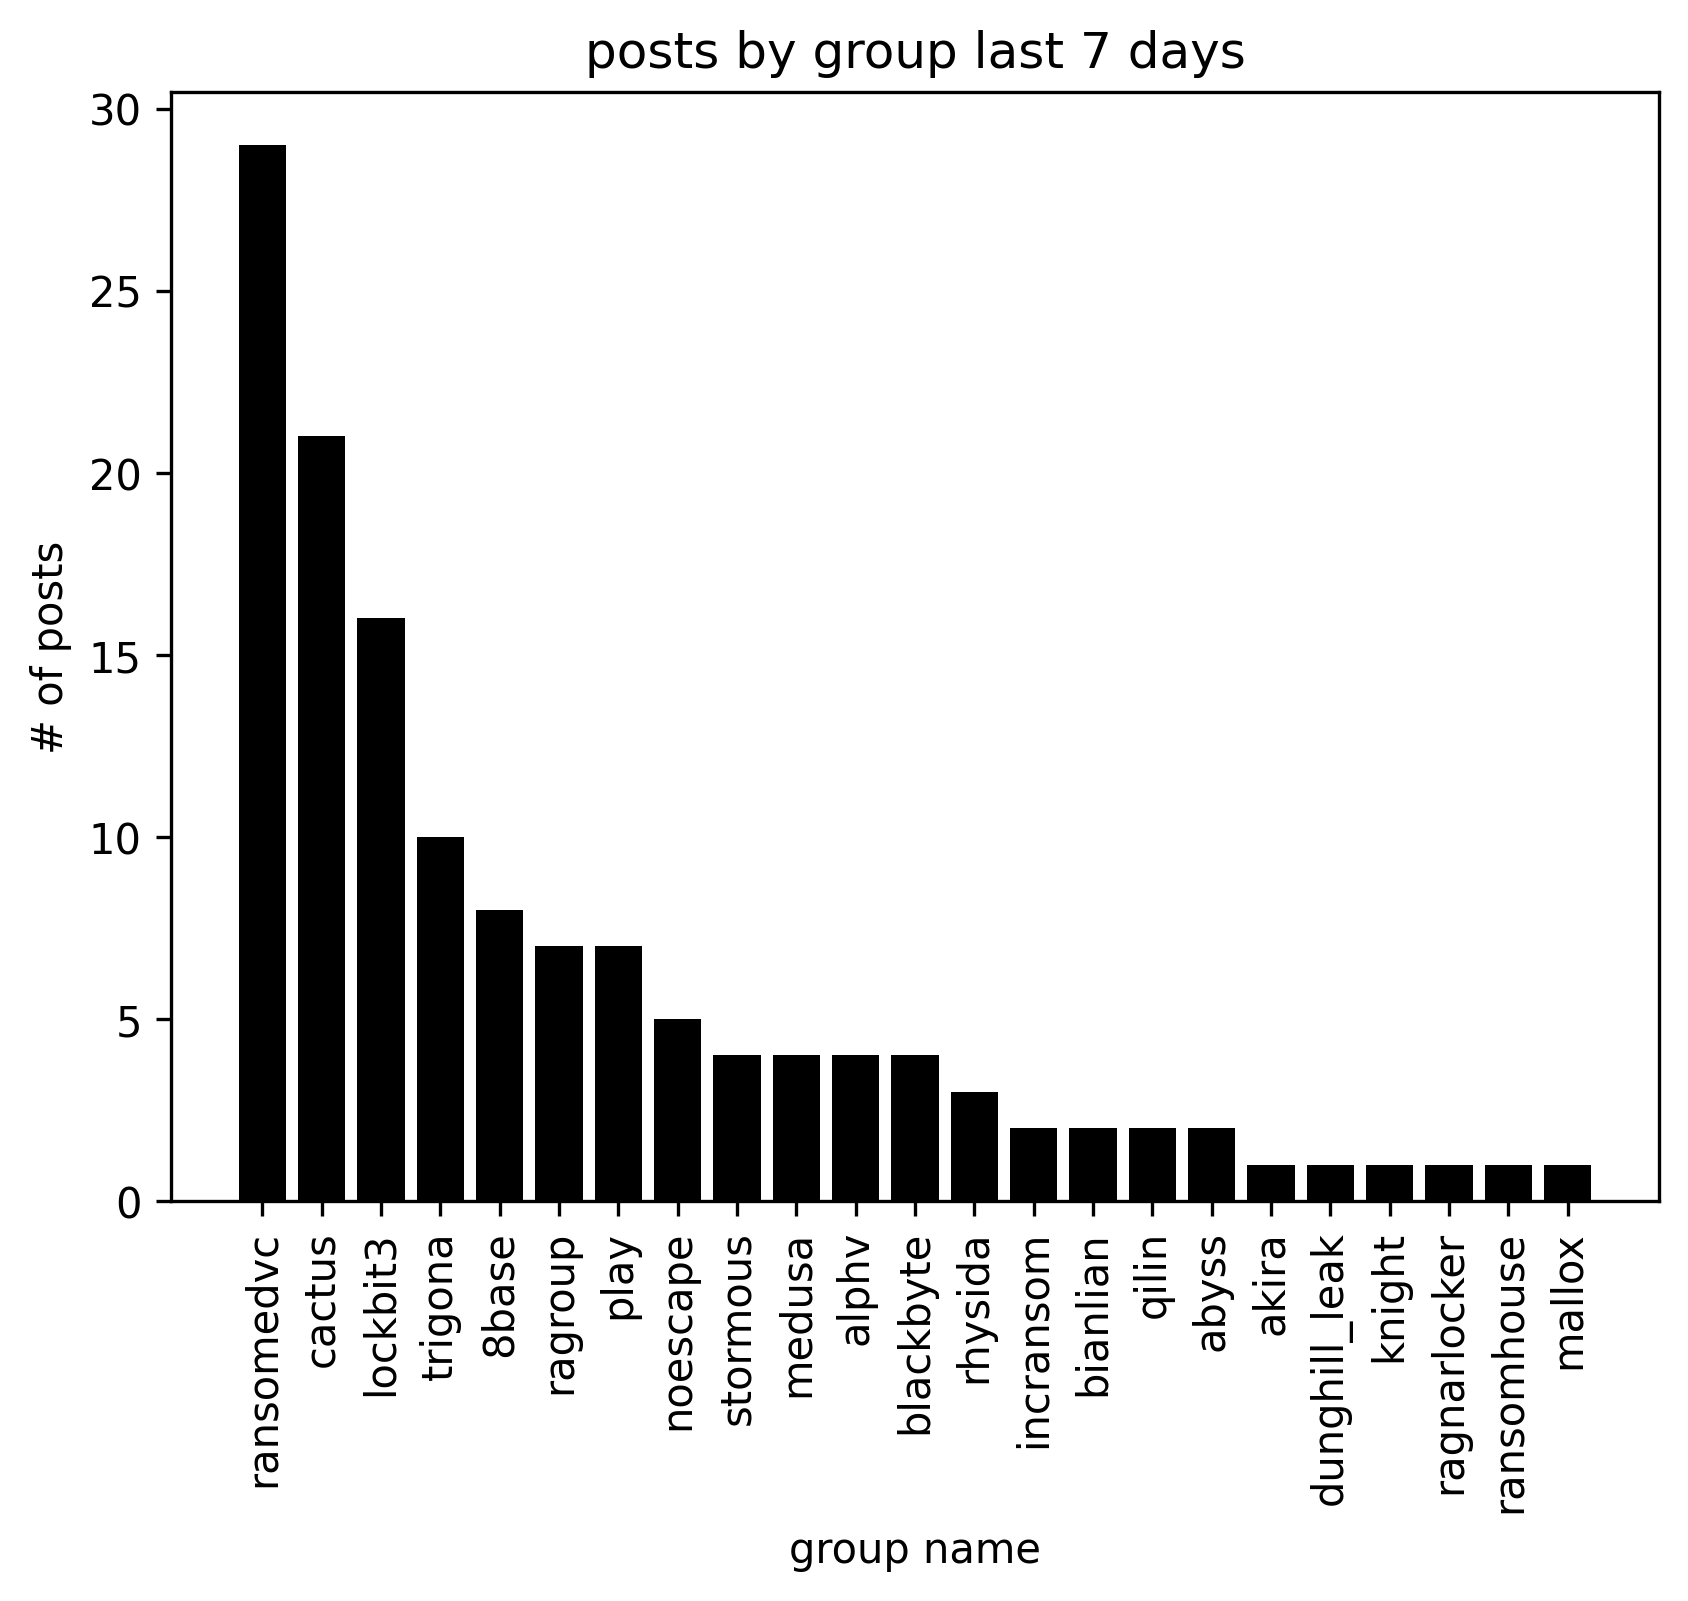 posts by group last 7 days
30
25
20
15
10
5
0
# of posts
ransomedvc
cactus
lockbit3
trigona
8base
ragroup
play
noescape
stormous
medusa
alphv
blackbyte
rhysida
incransom
bianlian
qilin
abyss
akira
dunghill_leak
knight
ragnarlocker
ransomhouse
mallox
group name